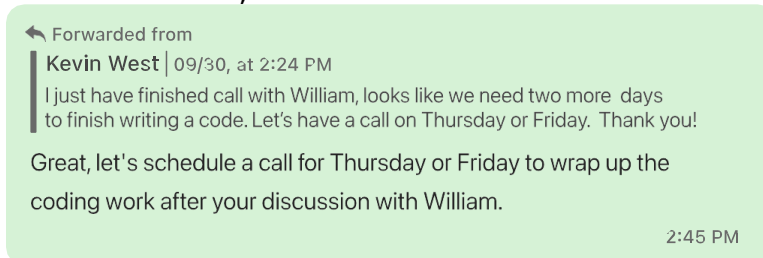 Forwarded from
Kevin West | 09/30, at 2:24 PM
I just have finished call with William, looks like we need two more days
to finish writing a code. Let's have a call on Thursday or Friday. Thank you!
Great, let's schedule a call for Thursday or Friday to wrap up the
coding work after your discussion with William.
2:45 PM